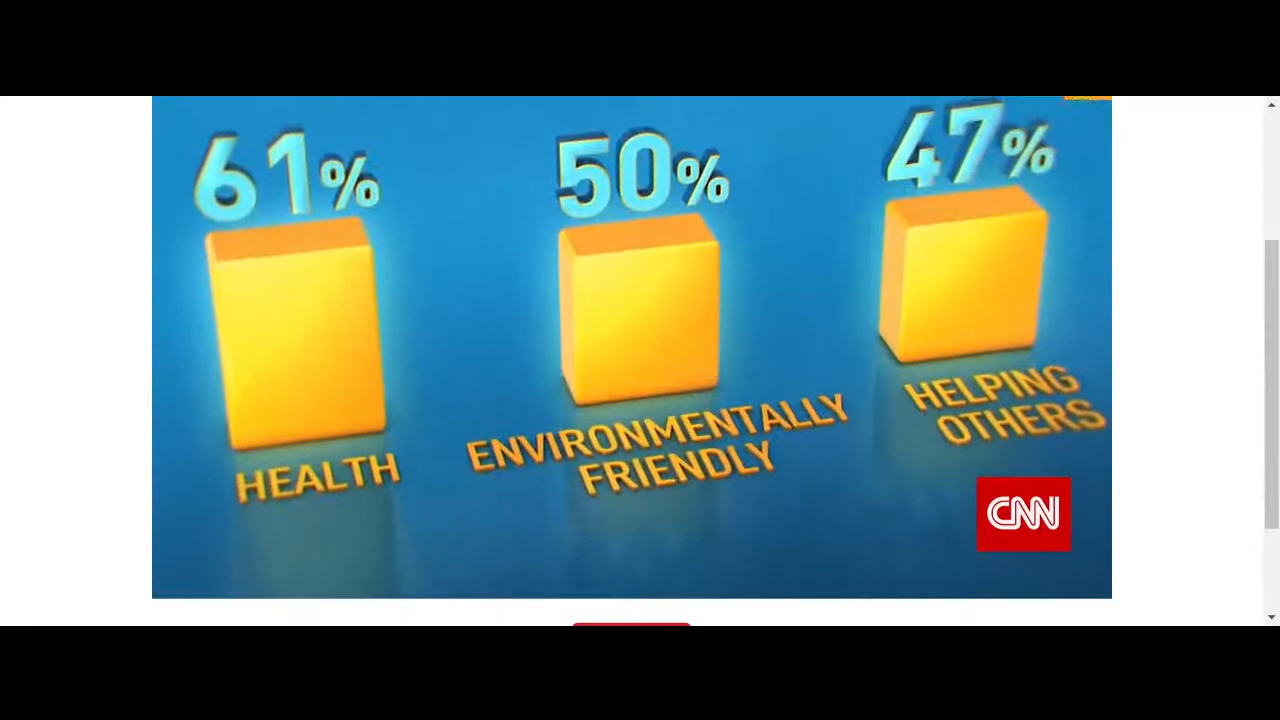 61%
50%
47%
HEALTH
ENVIRONMENTALLY
FRIENDLY
HELPING
OTHERS
CNN